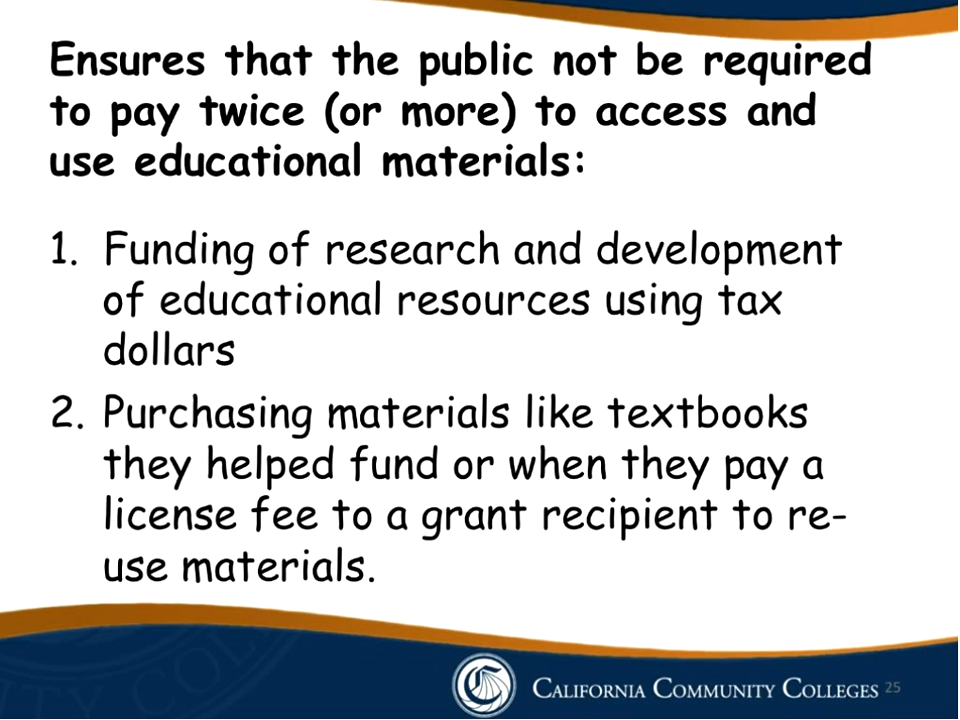 Ensures that the public not be required
to pay twice (or more) to access and
use educational materials:
1. Funding of research and development
of educational resources using tax
dollars
2. Purchasing materials like textbooks
they helped fund or when they pay a
license fee to a grant recipient to re-
use materials.
CALIFORNIA COMMUNITY COLLEGES 25